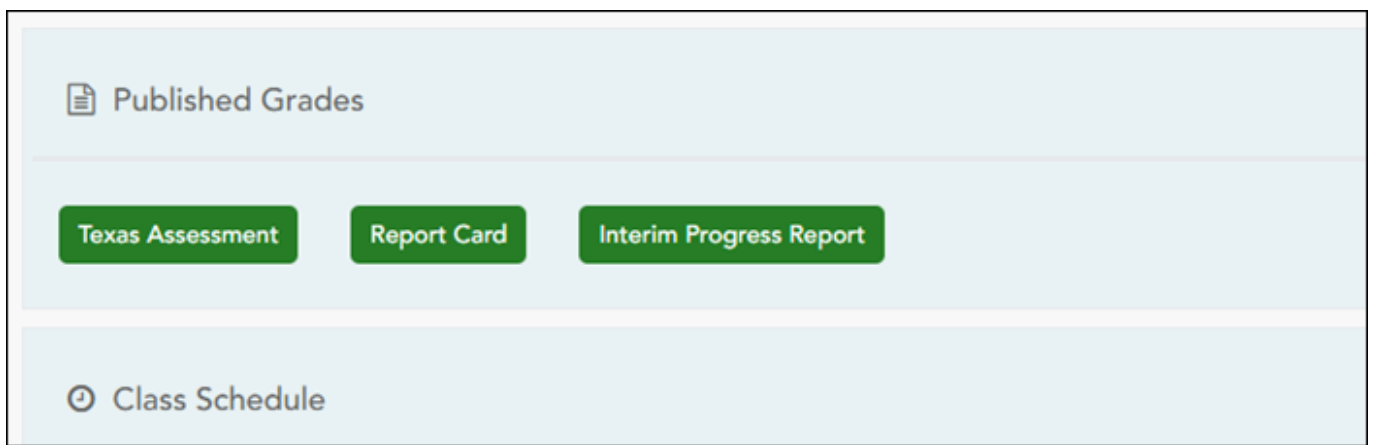 Published Grades
Texas Assessment Report Card Interim Progress Report
Class Schedule